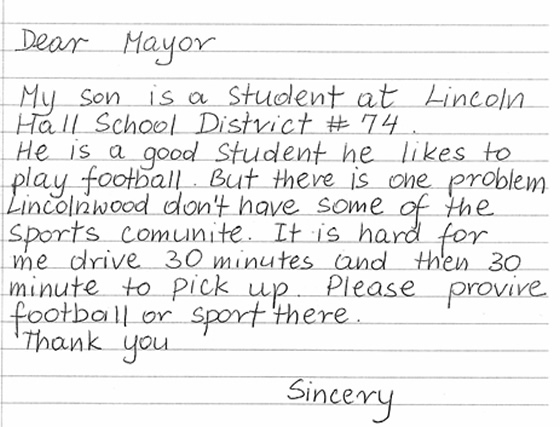 Dear Mayor
My son is a student at Lincoln
Hall School District # 74.
He is a good student he likes to
play football. But there is one problem
Lincolnwood don't have some of the
sports comunite. It is hard for
me drive 30 minutes and then 30
minute to pick up. Please provire
football or sport there.
Thank you
Sincery